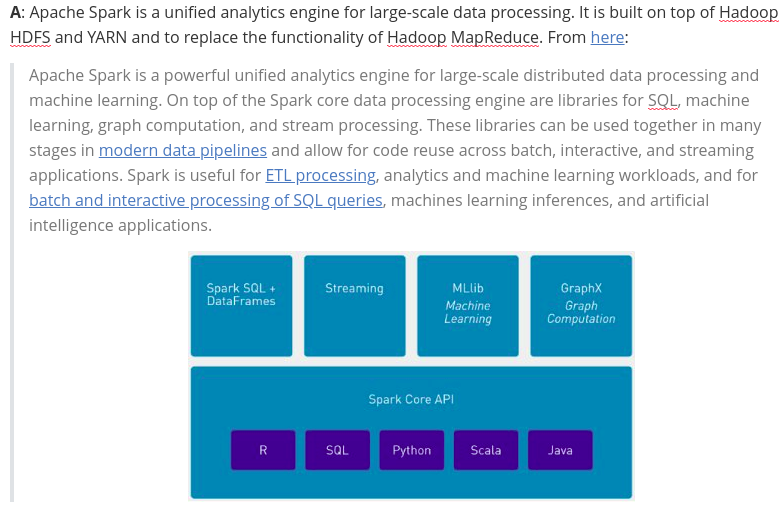 A: Apache Spark is a unified analytics engine for large-scale data processing. It is built on top of Hadoop
HDFS and YARN and to replace the functionality of Hadoop MapReduce. From here:
Apache Spark is a powerful unified analytics engine for large-scale distributed data processing and
machine learning. On top of the Spark core data processing engine are libraries for SQL, machine
learning, graph computation, and stream processing. These libraries can be used together in many
stages in modern data pipelines and allow for code reuse across batch, interactive, and streaming
applications. Spark is useful for ETL processing, analytics and machine learning workloads, and for
batch and interactive processing of SQL queries, machines learning inferences, and artificial
intelligence applications.
Spark SQL +
DataFrames
Streaming
MLlib
Machine
Learning
GraphX
Graph
Computation
Spark Core API
R
SQL
Python
Scala
Java